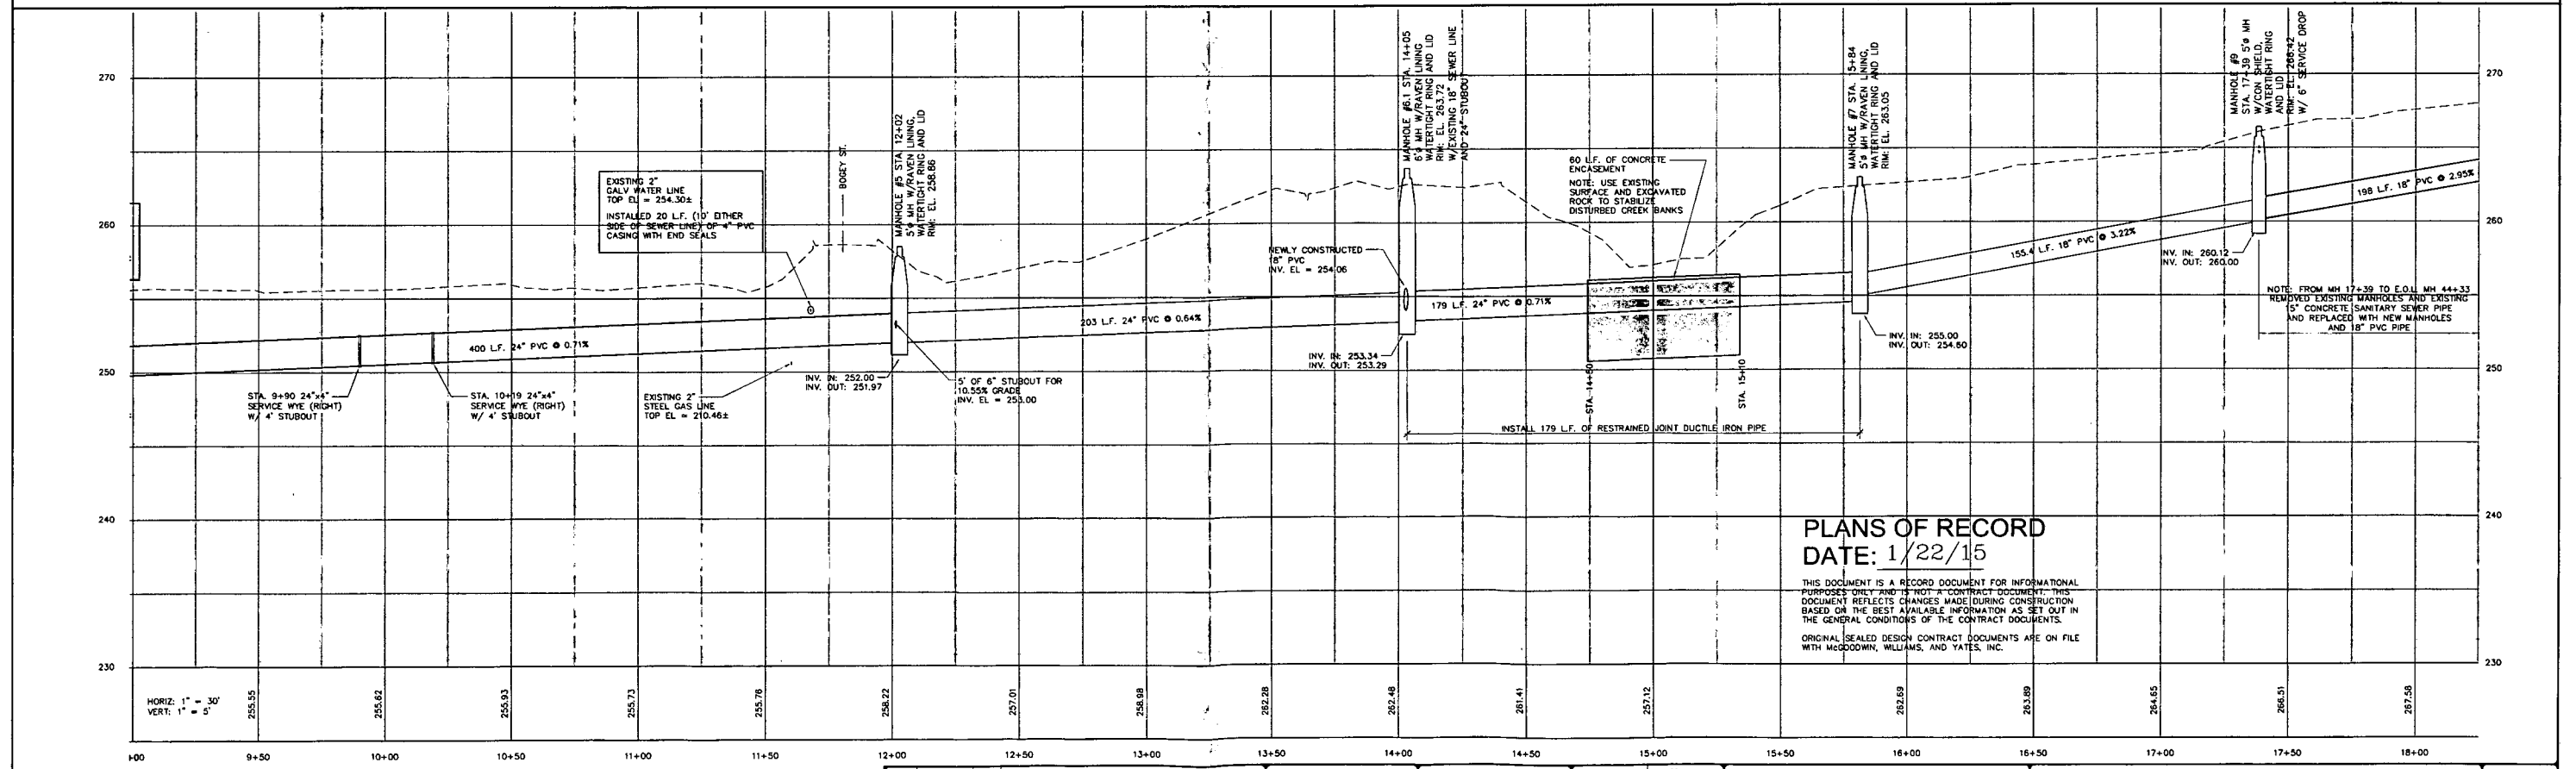 270
260
250
240
230
EXISTING 2"
GALV WATER LINE
TOP EL = 254.30±
INSTALLED 20 L.F. (10' EITHER
SIDE OF SEWER LINE) OF 4" PVC
CASING WITH END SEALS
BOGEY ST.
MANHOLE #5 STA. 12+02
5'ø MH W/RAVEN LINING,
WATERTIGHT RING AND LID
RIM: EL. 258.86
MANHOLE #6.1 STA. 14+05
6'ø MH W/RAVEN LINING
WATERTIGHT RING AND LID
RIM: EL. 263.72
W/EXISTING 18" SEWER LINE
AND 24" STUBOUT
60 L.F. OF CONCRETE
ENCASEMENT
NOTE: USE EXISTING
SURFACE AND EXCAVATED
ROCK TO STABILIZE
DISTURBED CREEK BANKS
MANHOLE #7 STA. 15+84
5'ø MH W/RAVEN LINING,
WATERTIGHT RING AND LID
RIM: EL. 263.05
MANHOLE #9
STA. 17+39 5'ø MH
W/CON SHIELD,
WATERTIGHT RING
AND LID
RIM: EL. 266.42
W/ 6" SERVICE DROP
270
260
250
240
230
NEWLY CONSTRUCTED
18" PVC
INV. EL = 254.06
400 L.F. 24" PVC @ 0.71%
203 L.F. 24" PVC @ 0.64%
179 L.F. 24" PVC @ 0.71%
155.4 L.F. 18" PVC @ 3.22%
198 L.F. 18" PVC @ 2.95%
STA. 9+90 24"x4"
SERVICE WYE (RIGHT)
W/ 4' STUBOUT
STA. 10+19 24"x4"
SERVICE WYE (RIGHT)
W/ 4' STUBOUT
EXISTING 2"
STEEL GAS LINE
TOP EL = 210.46±
INV. IN: 252.00
INV. OUT: 251.97
5' OF 6" STUBOUT FOR
10.55% GRADE
INV. EL = 253.00
INV. IN: 253.34
INV. OUT: 253.29
STA. 14+50
STA. 15+10
INSTALL 179 L.F. OF RESTRAINED JOINT DUCTILE IRON PIPE
INV. IN: 255.00
INV. OUT: 254.60
INV. IN: 260.12
INV. OUT: 260.00
NOTE: FROM MH 17+39 TO E.O.L. MH 44+33
REMOVED EXISTING MANHOLES AND EXISTING
15" CONCRETE SANITARY SEWER PIPE
AND REPLACED WITH NEW MANHOLES
AND 18" PVC PIPE
PLANS OF RECORD
DATE: 1/22/15
THIS DOCUMENT IS A RECORD DOCUMENT FOR INFORMATIONAL
PURPOSES ONLY AND IS NOT A CONTRACT DOCUMENT. THIS
DOCUMENT REFLECTS CHANGES MADE DURING CONSTRUCTION
BASED ON THE BEST AVAILABLE INFORMATION AS SET OUT IN
THE GENERAL CONDITIONS OF THE CONTRACT DOCUMENTS.
ORIGINAL SEALED DESIGN CONTRACT DOCUMENTS ARE ON FILE
WITH McGOODWIN, WILLIAMS, AND YATES, INC.
HORIZ: 1" = 30'
VERT: 1" = 5'
255.55
255.62
255.93
255.73
255.76
258.22
257.01
258.98
262.28
262.48
261.41
257.12
262.69
263.89
264.65
266.51
267.58
+00
9+50
10+00
10+50
11+00
11+50
12+00
12+50
13+00
13+50
14+00
14+50
15+00
15+50
16+00
16+50
17+00
17+50
18+00